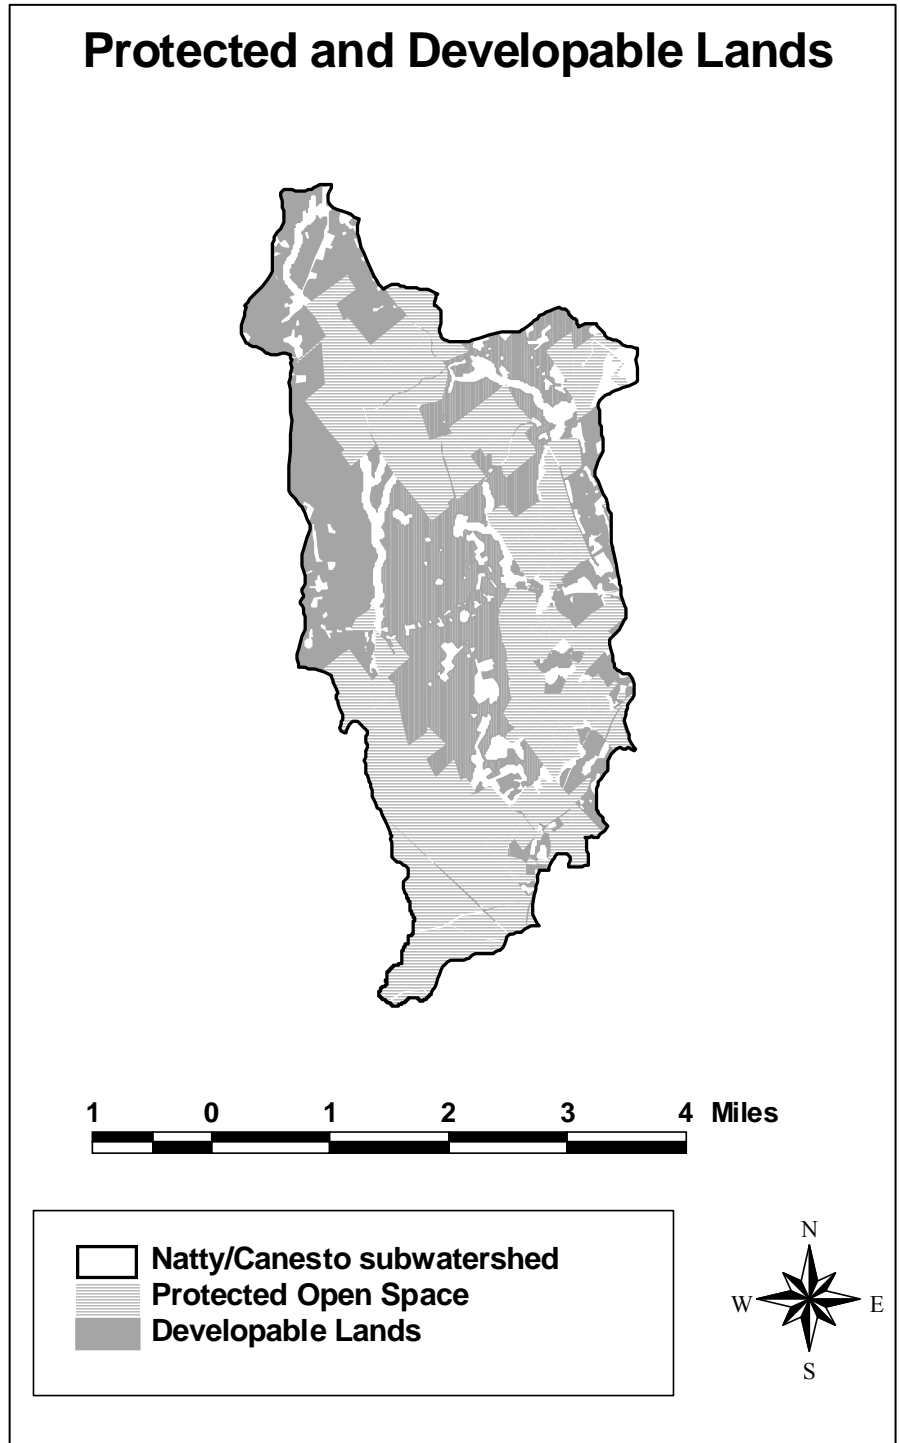 Protected and Developable Lands
1 0 1 2 3 4 Miles
Natty/Canesto subwatershed
Protected Open Space
Developable Lands
N
W E
S